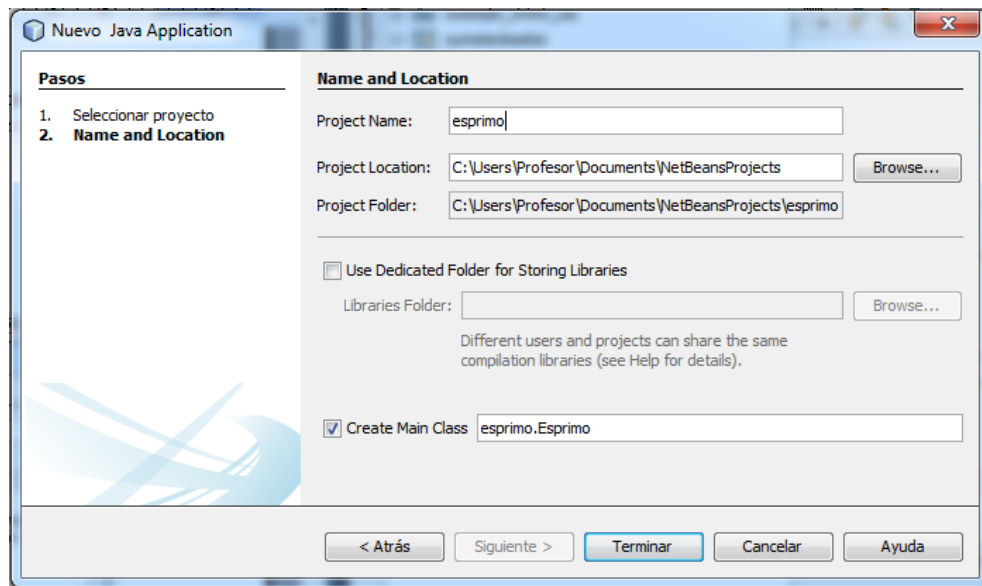 Nuevo Java Application
Pasos
1. Seleccionar proyecto
2. Name and Location
Name and Location
Project Name: esprimo
Project Location: C:\Users\Profesor\Documents\NetBeansProjects Browse...
Project Folder: C:\Users\Profesor\Documents\NetBeansProjects\esprimo
Use Dedicated Folder for Storing Libraries
Libraries Folder: Browse...
Different users and projects can share the same
compilation libraries (see Help for details).
Create Main Class esprimo.Esprimo
< Atrás Siguiente > Terminar Cancelar Ayuda